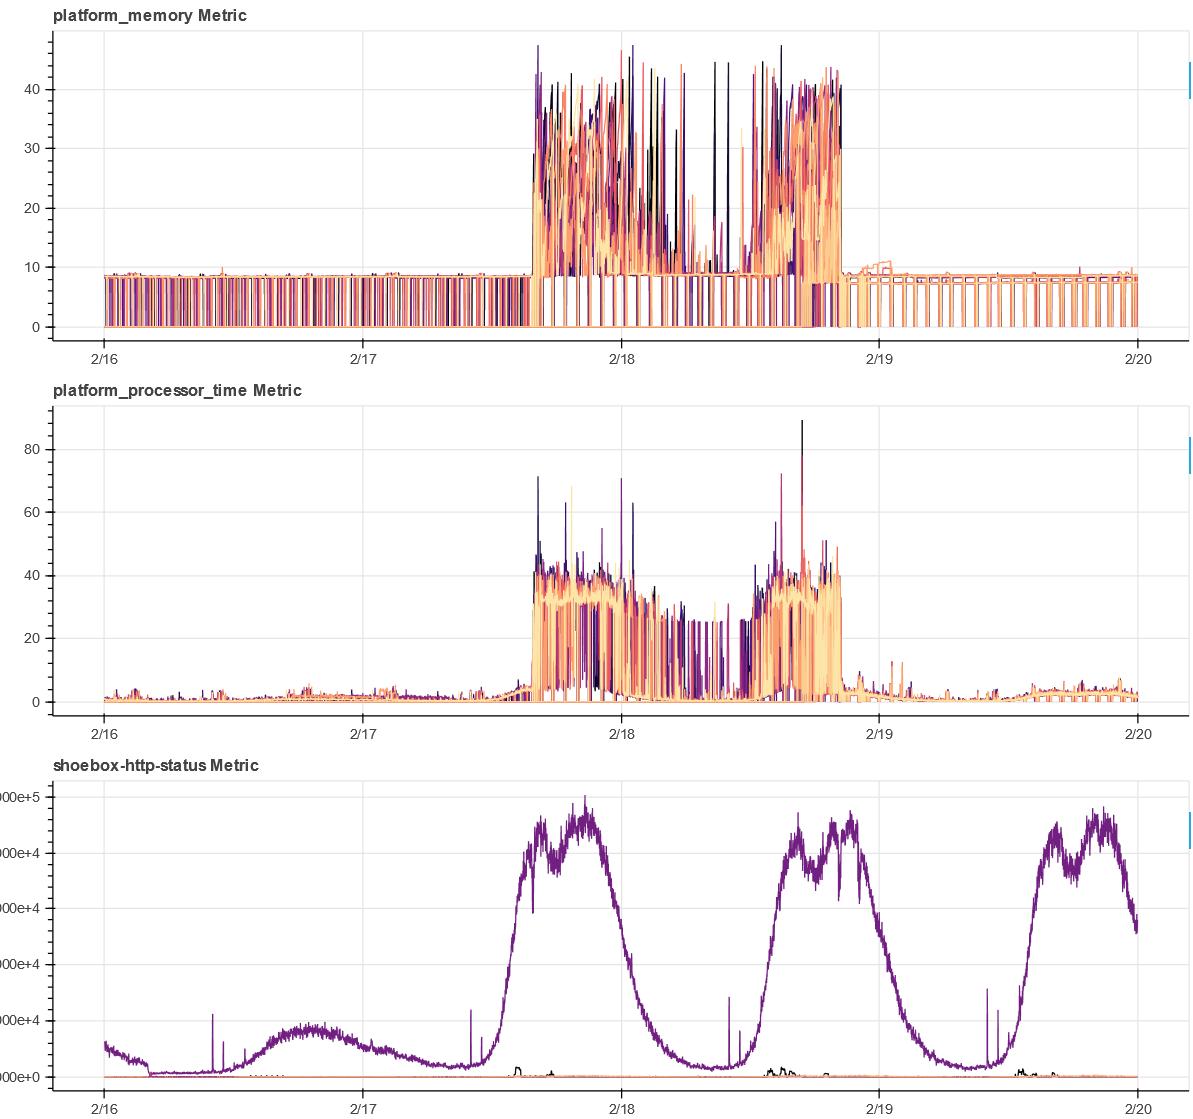 platform_memory Metric
40
30
20
10
0
2/16 2/17 2/18 2/19 2/20
platform_processor_time Metric
80
60
40
20
0
2/16 2/17 2/18 2/19 2/20
shoebox-http-status Metric
000e+5
000e+4
000e+4
000e+4
000e+4
000e+0
2/16 2/17 2/18 2/19 2/20